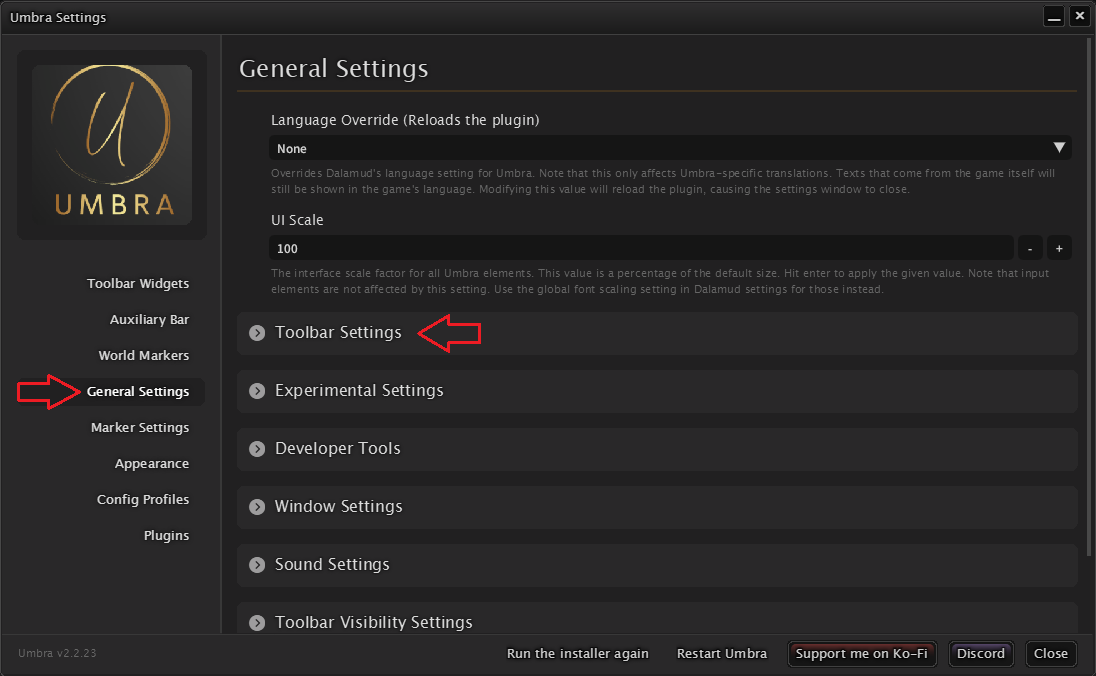 Umbra Settings
U
UMBRA
Toolbar Widgets
Auxiliary Bar
World Markers
General Settings
Marker Settings
Appearance
Config Profiles
Plugins
General Settings
Language Override (Reloads the plugin)
None
Overrides Dalamud's language setting for Umbra. Note that this only affects Umbra-specific translations. Texts that come from the game itself will
still be shown in the game's language. Modifying this value will reload the plugin, causing the settings window to close.
UI Scale
100 - +
The interface scale factor for all Umbra elements. This value is a percentage of the default size. Hit enter to apply the given value. Note that input
elements are not affected by this setting. Use the global font scaling setting in Dalamud settings for those instead.
Toolbar Settings
Experimental Settings
Developer Tools
Window Settings
Sound Settings
Toolbar Visibility Settings
Umbra v2.2.23 Run the installer again Restart Umbra Support me on Ko-Fi Discord Close